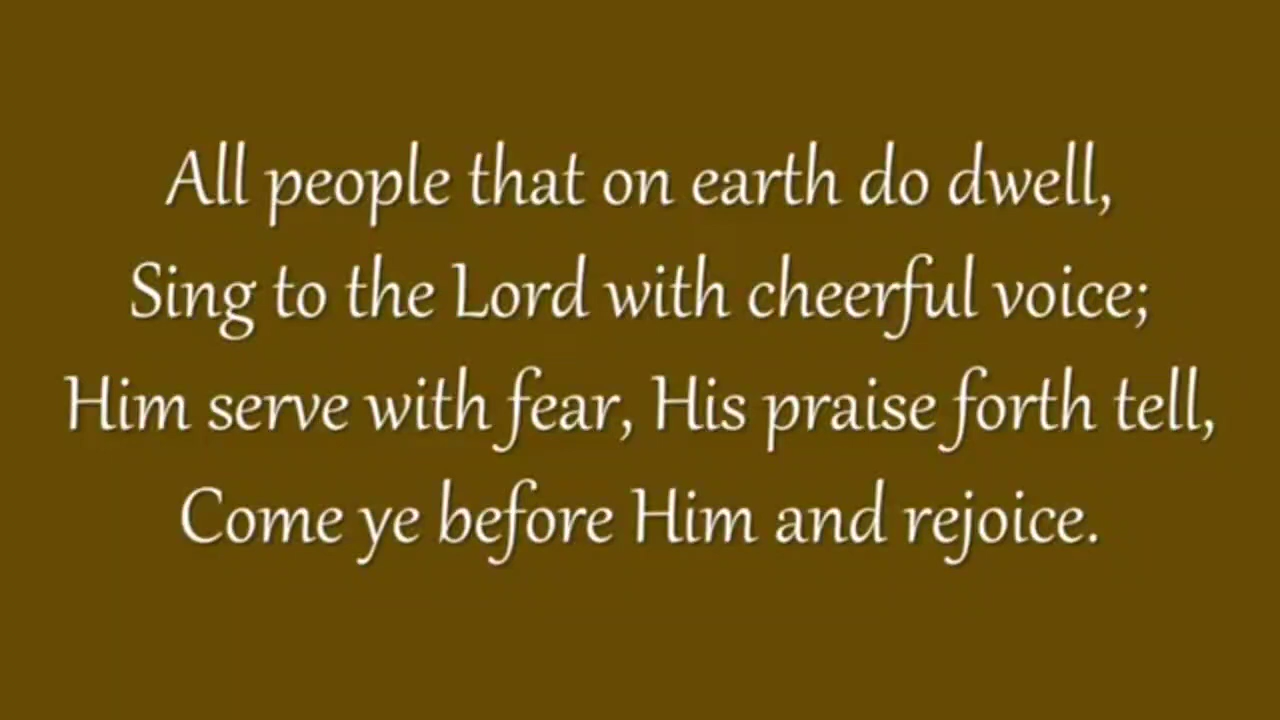 All people that on earth do dwell,
Sing to the Lord with cheerful voice;
Him serve with fear, His praise forth tell,
Come ye before Him and rejoice.